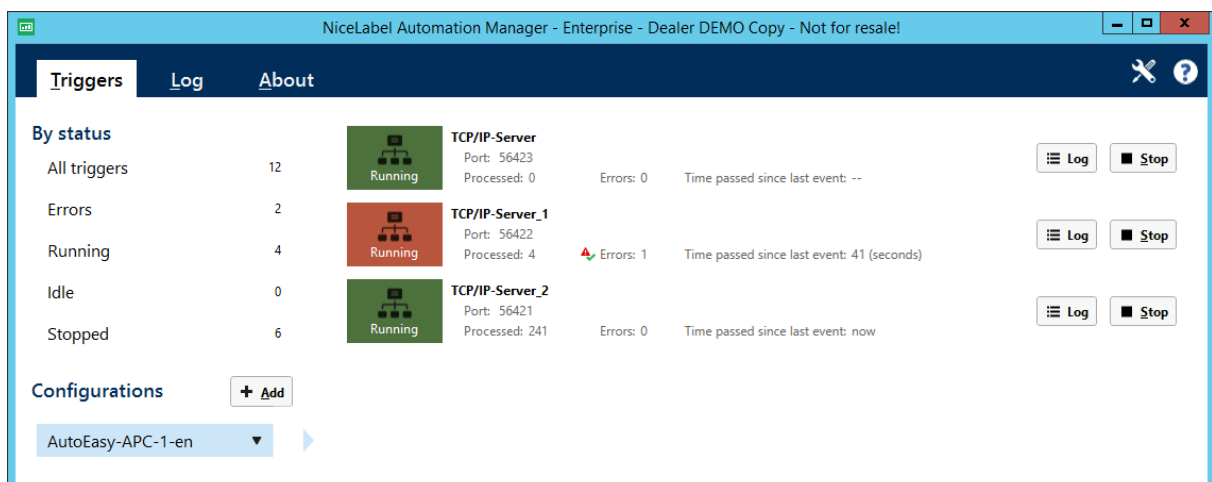 NiceLabel Automation Manager - Enterprise - Dealer DEMO Copy - Not for resale!
Triggers Log About ?
By status
All triggers 12
Errors 2
Running 4
Idle 0
Stopped 6
Configurations + Add
AutoEasy-APC-1-en
TCP/IP-Server
Port: 56423
Running Processed: 0 Errors: 0 Time passed since last event: --
Log Stop
TCP/IP-Server_1
Port: 56422
Running Processed: 4 Errors: 1 Time passed since last event: 41 (seconds)
Log Stop
TCP/IP-Server_2
Port: 56421
Running Processed: 241 Errors: 0 Time passed since last event: now
Log Stop